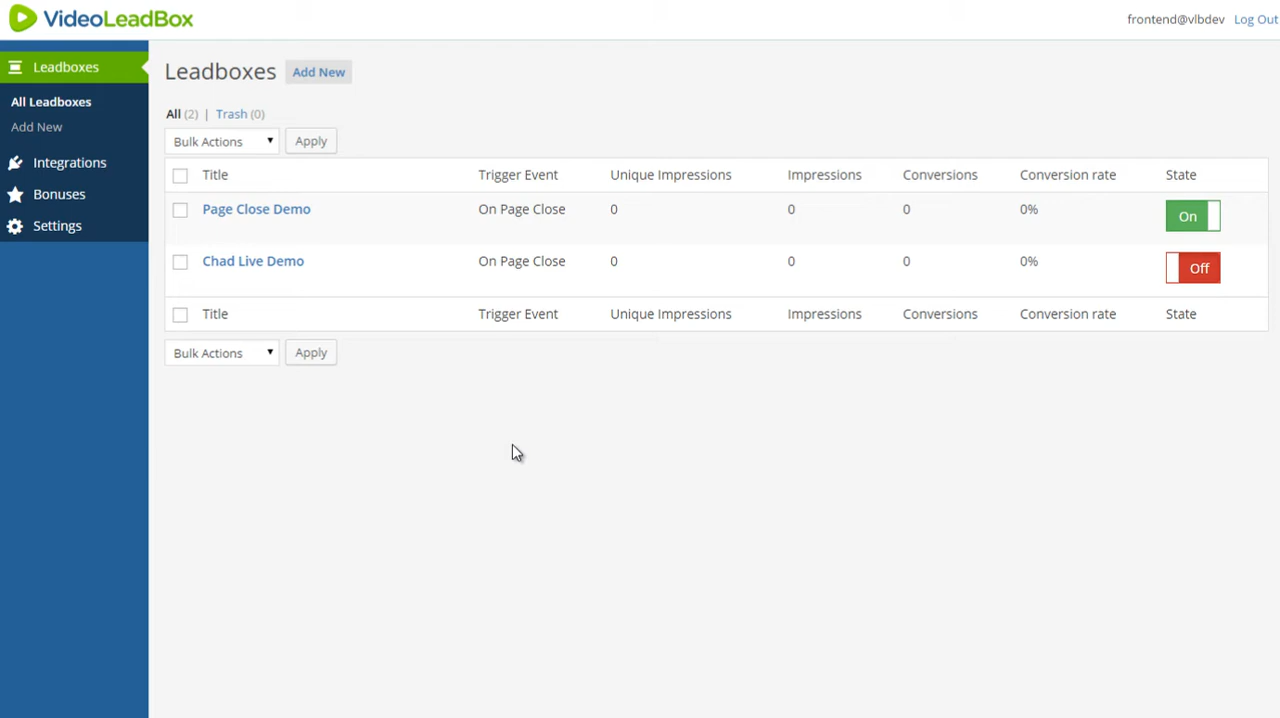 VideoLeadBox
frontend@vlbdev Log Out
Leadboxes
All Leadboxes
Add New
Integrations
Bonuses
Settings
Leadboxes Add New
All (2) | Trash (0)
Bulk Actions Apply
Title Trigger Event Unique Impressions Impressions Conversions Conversion rate State
Page Close Demo On Page Close 0 0 0 0% On
Chad Live Demo On Page Close 0 0 0 0% Off
Title Trigger Event Unique Impressions Impressions Conversions Conversion rate State
Bulk Actions Apply